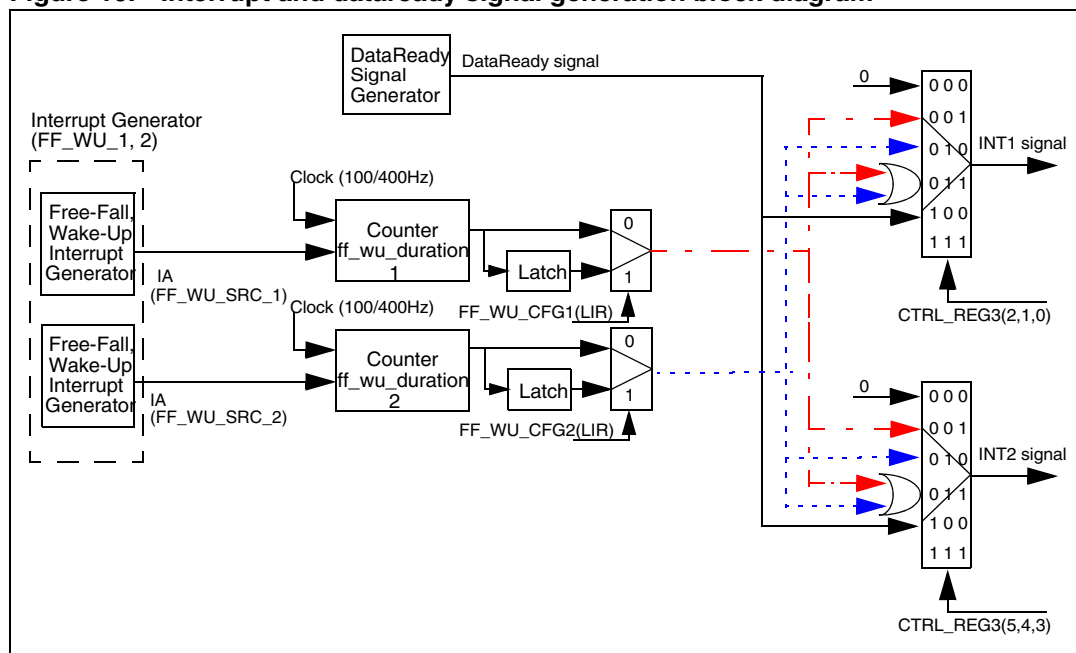 DataReady
Signal
Generator
DataReady signal
Interrupt Generator
(FF_WU_1, 2)
Free-Fall,
Wake-Up
Interrupt
Generator
IA
(FF_WU_SRC_1)
Clock (100/400Hz)
Counter
ff_wu_duration
1
Latch
0
1
FF_WU_CFG1(LIR)
Free-Fall,
Wake-Up
Interrupt
Generator
IA
(FF_WU_SRC_2)
Clock (100/400Hz)
Counter
ff_wu_duration
2
Latch
0
1
FF_WU_CFG2(LIR)
0
0 0 0
0 0 1
0 1 0
0 1 1
1 0 0
1 1 1
INT1 signal
CTRL_REG3(2,1,0)
0
0 0 0
0 0 1
0 1 0
0 1 1
1 0 0
1 1 1
INT2 signal
CTRL_REG3(5,4,3)